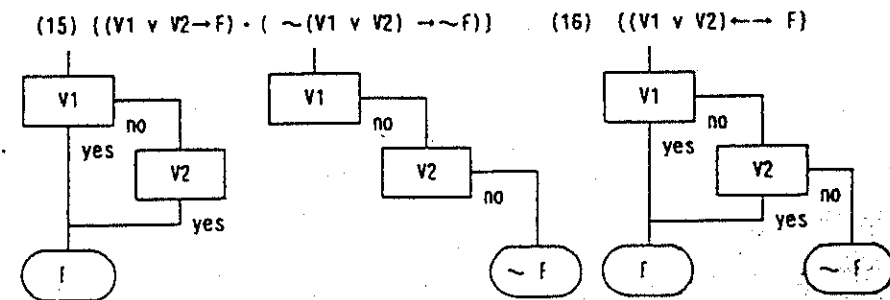 (15) {(V1 v V2→F) · ( ~(V1 v V2) →~F)} (16) ((V1 v V2)←→ F}
V1 V1 V1
no no no
yes yes
V2 V2 V2
no no
yes yes
F ~ F F ~ F